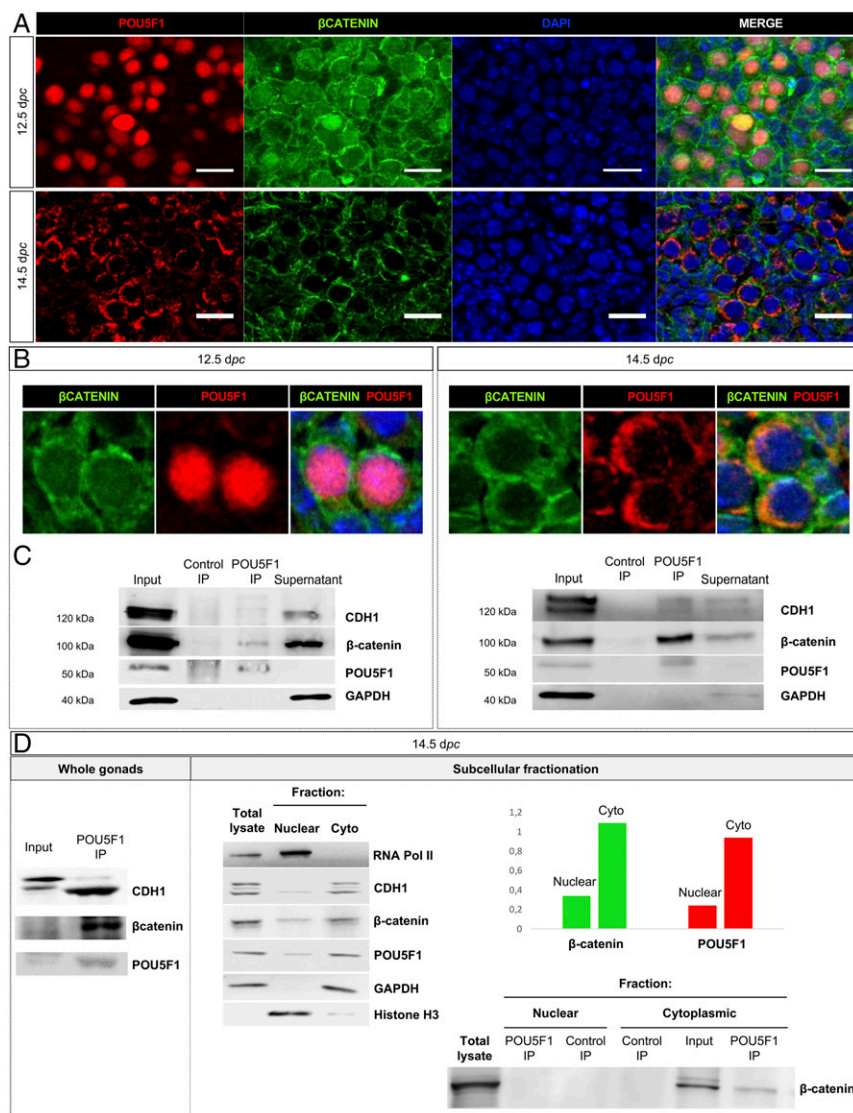 A
POU5F1 βCATENIN DAPI MERGE
12.5 dpc
14.5 dpc
B
12.5 dpc
14.5 dpc
βCATENIN POU5F1 βCATENIN POU5F1
βCATENIN POU5F1 βCATENIN POU5F1
C
Input Control IP POU5F1 IP Supernatant
120 kDa CDH1
100 kDa β-catenin
50 kDa POU5F1
40 kDa GAPDH
Input Control IP POU5F1 IP Supernatant
120 kDa CDH1
100 kDa β-catenin
50 kDa POU5F1
40 kDa GAPDH
D
14.5 dpc
Whole gonads
Input POU5F1 IP
CDH1
βcatenin
POU5F1
Subcellular fractionation
Fraction:
Total lysate Nuclear Cyto
RNA Pol II
CDH1
β-catenin
POU5F1
GAPDH
Histone H3
1,2
1
0,8
0,6
0,4
0,2
0
Nuclear Cyto
Nuclear Cyto
β-catenin POU5F1
Fraction:
Nuclear Cytoplasmic
Total lysate POU5F1 IP Control IP Control IP Input POU5F1 IP
β-catenin